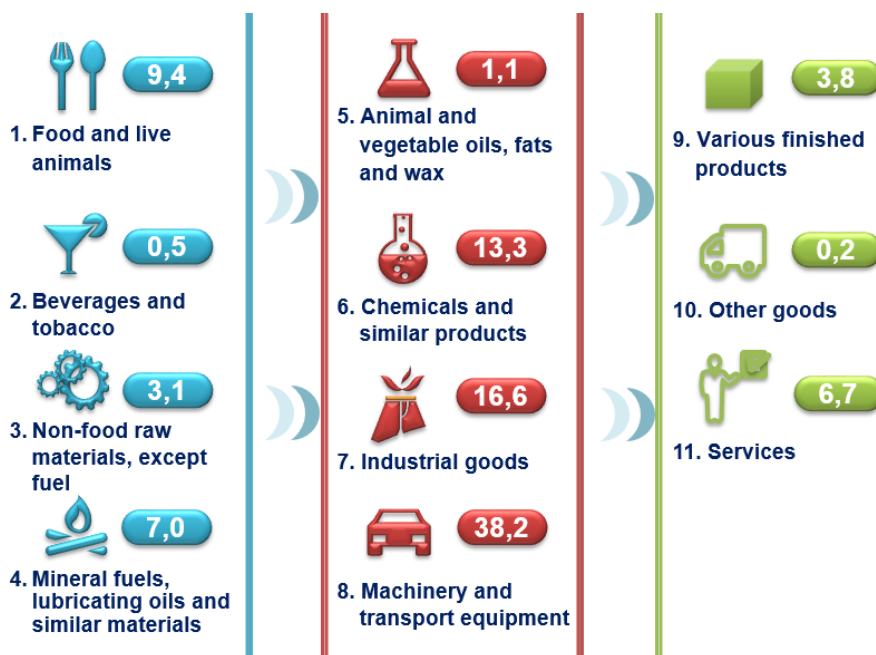 9,4
1. Food and live
animals
0,5
2. Beverages and
tobacco
3,1
3. Non-food raw
materials, except
fuel
7,0
4. Mineral fuels,
lubricating oils and
similar materials
1,1
5. Animal and
vegetable oils, fats
and wax
13,3
6. Chemicals and
similar products
16,6
7. Industrial goods
38,2
8. Machinery and
transport equipment
3,8
9. Various finished
products
0,2
10. Other goods
6,7
11. Services